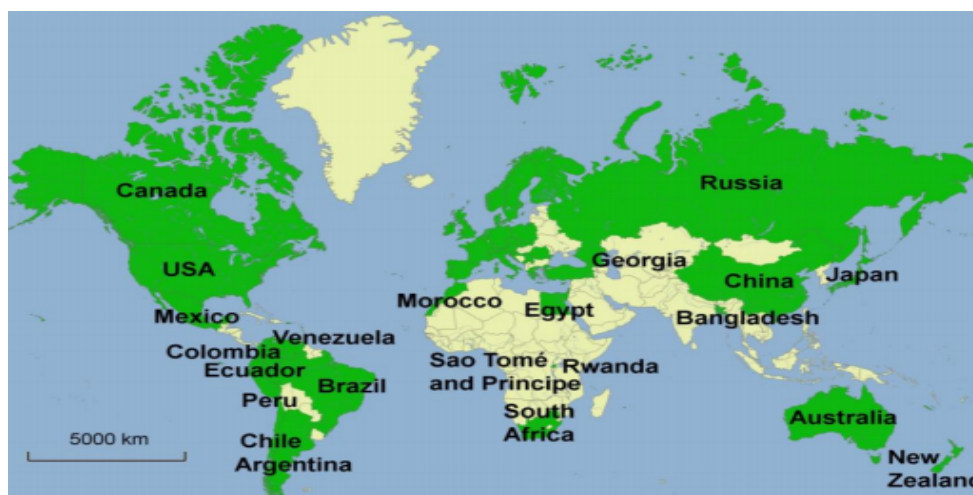 Canada
Russia
USA
Georgia
China
Japan
Mexico
Morocco
Egypt
Bangladesh
Venezuela
Colombia
Ecuador
Brazil
Sao Tomé
and Principe
Rwanda
Peru
South
Africa
Australia
5000 km
Chile
Argentina
New
Zealand